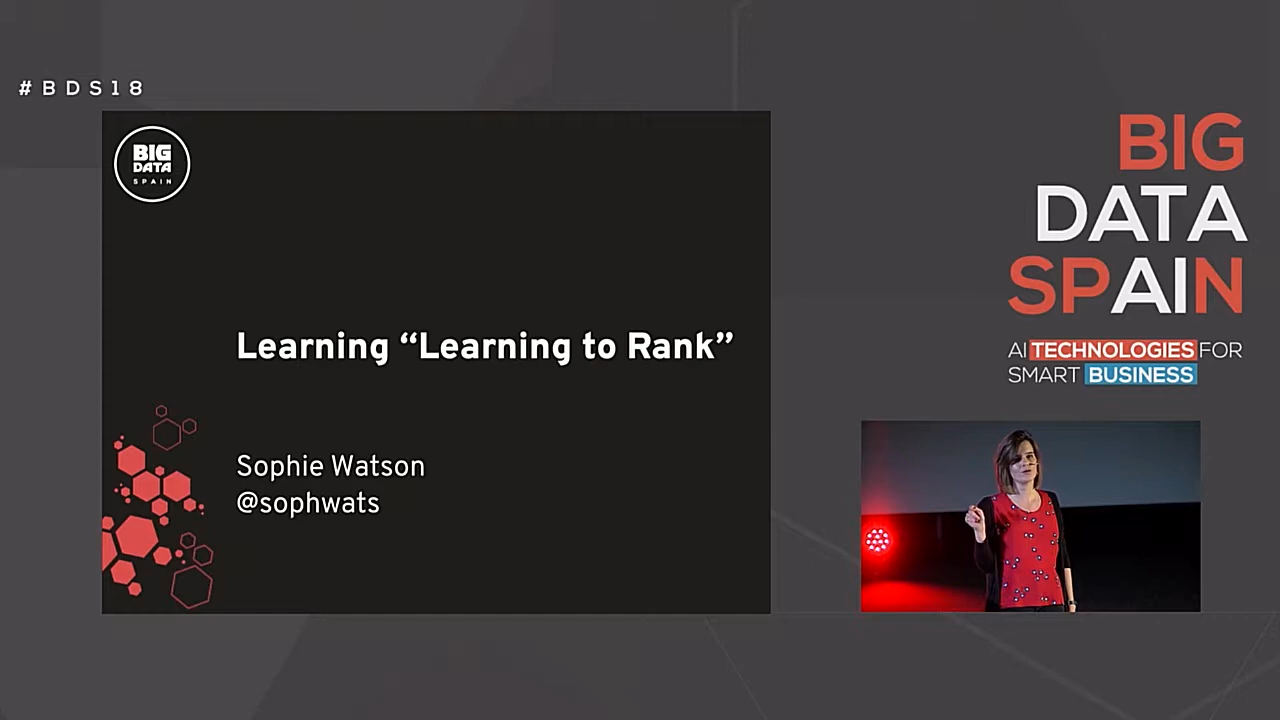 #BDS18
BIG
DATA
SPAIN
Learning “Learning to Rank”
Sophie Watson
@sophwats
BIG
DATA
SPAIN
AI TECHNOLOGIES FOR
SMART BUSINESS